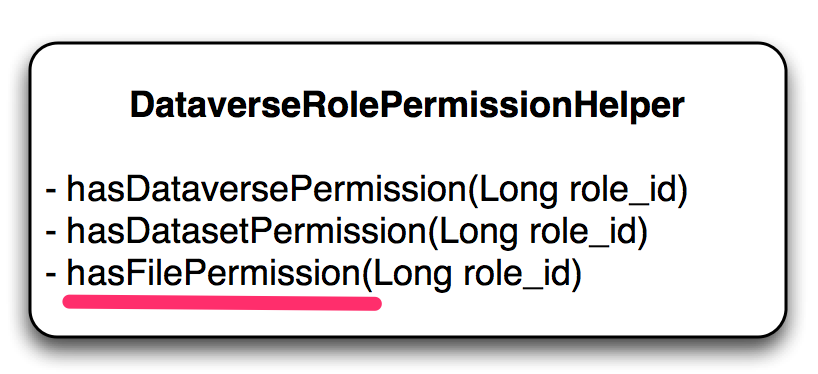 DataverseRolePermissionHelper
- hasDataversePermission(Long role_id)
- hasDatasetPermission(Long role_id)
- hasFilePermission(Long role_id)